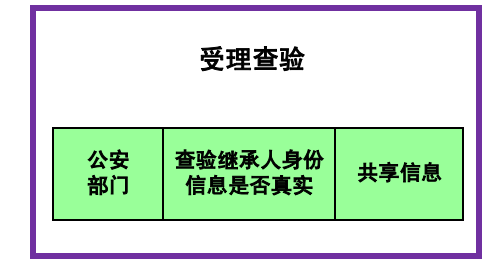 受理查验
公安
部门
查验继承人身份
信息是否真实
共享信息